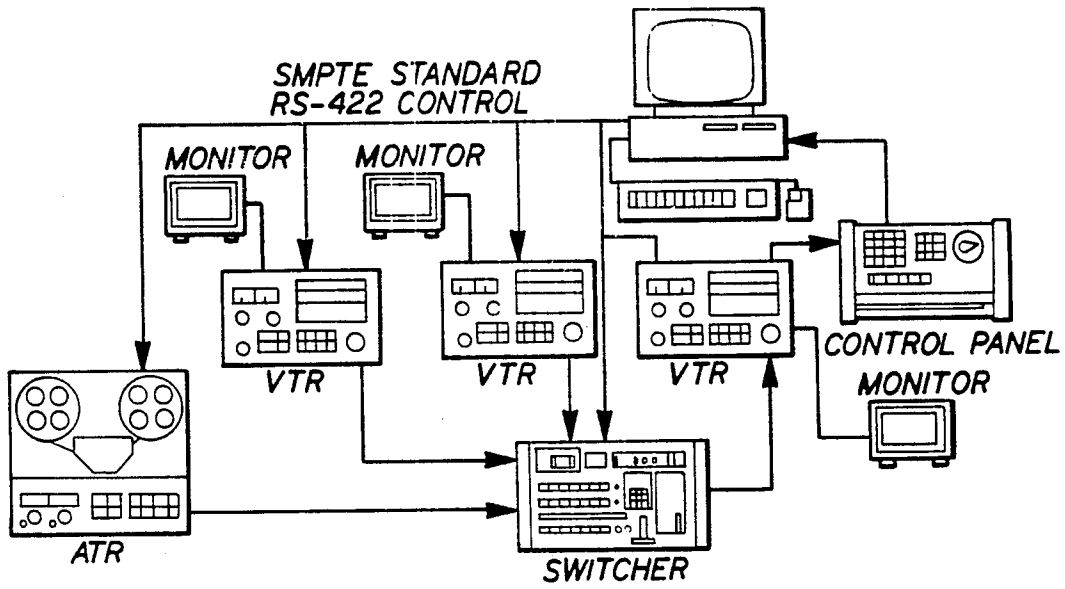 SMPTE STANDARD
RS-422 CONTROL
MONITOR
MONITOR
VTR
VTR
VTR
CONTROL PANEL
MONITOR
ATR
SWITCHER